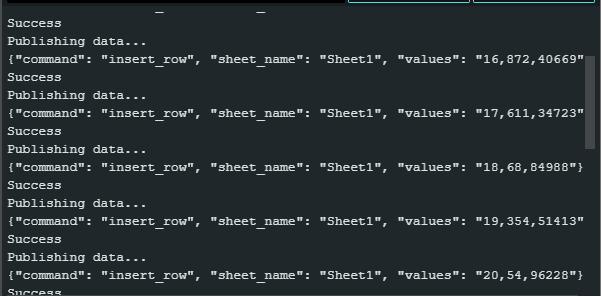 Success
Publishing data...
{"command": "insert_row", "sheet_name": "Sheet1", "values": "16,872,40669"
Success
Publishing data...
{"command": "insert_row", "sheet_name": "Sheet1", "values": "17,611,34723"
Success
Publishing data...
{"command": "insert_row", "sheet_name": "Sheet1", "values": "18,68,84988"}
Success
Publishing data...
{"command": "insert_row", "sheet_name": "Sheet1", "values": "19,354,51413"
Success
Publishing data...
{"command": "insert_row", "sheet_name": "Sheet1", "values": "20,54,96228"}
Success